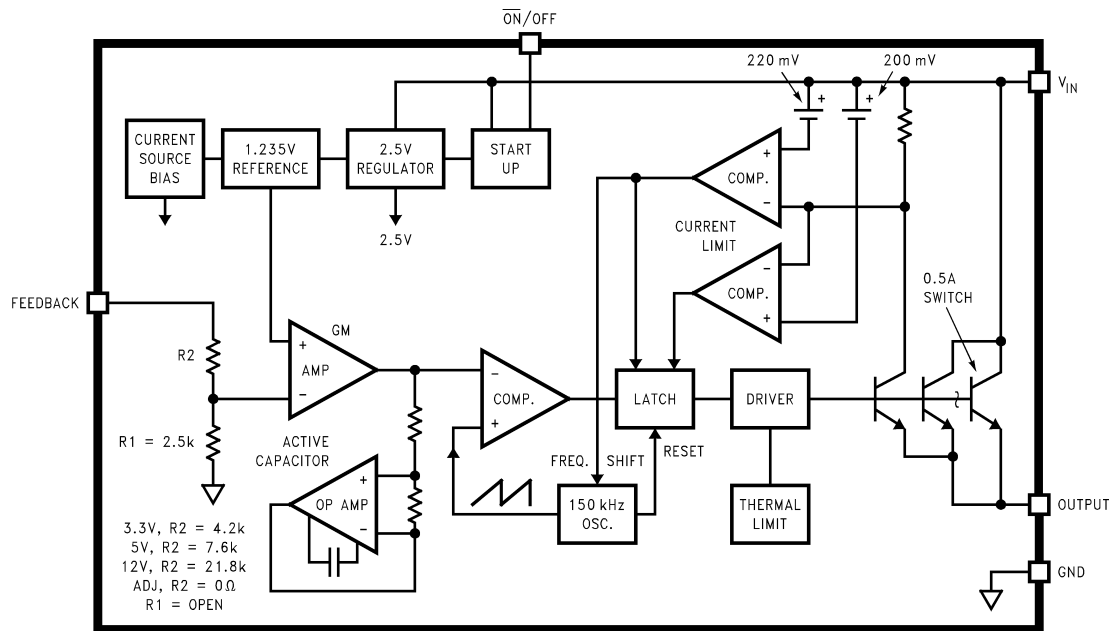 ON/OFF
220 mV
200 mV
VIN
CURRENT
SOURCE
BIAS
1.235V
REFERENCE
2.5V
REGULATOR
START
UP
+
+
+
COMP.
−
2.5V
CURRENT
LIMIT
−
COMP.
+
0.5A
SWITCH
FEEDBACK
GM
R2
+
AMP
−
−
COMP.
+
LATCH
DRIVER
R1 = 2.5k
ACTIVE
CAPACITOR
FREQ. SHIFT
RESET
+
OP AMP
−
150 kHz
OSC.
THERMAL
LIMIT
OUTPUT
3.3V, R2 = 4.2k
5V, R2 = 7.6k
12V, R2 = 21.8k
ADJ, R2 = 0Ω
R1 = OPEN
GND